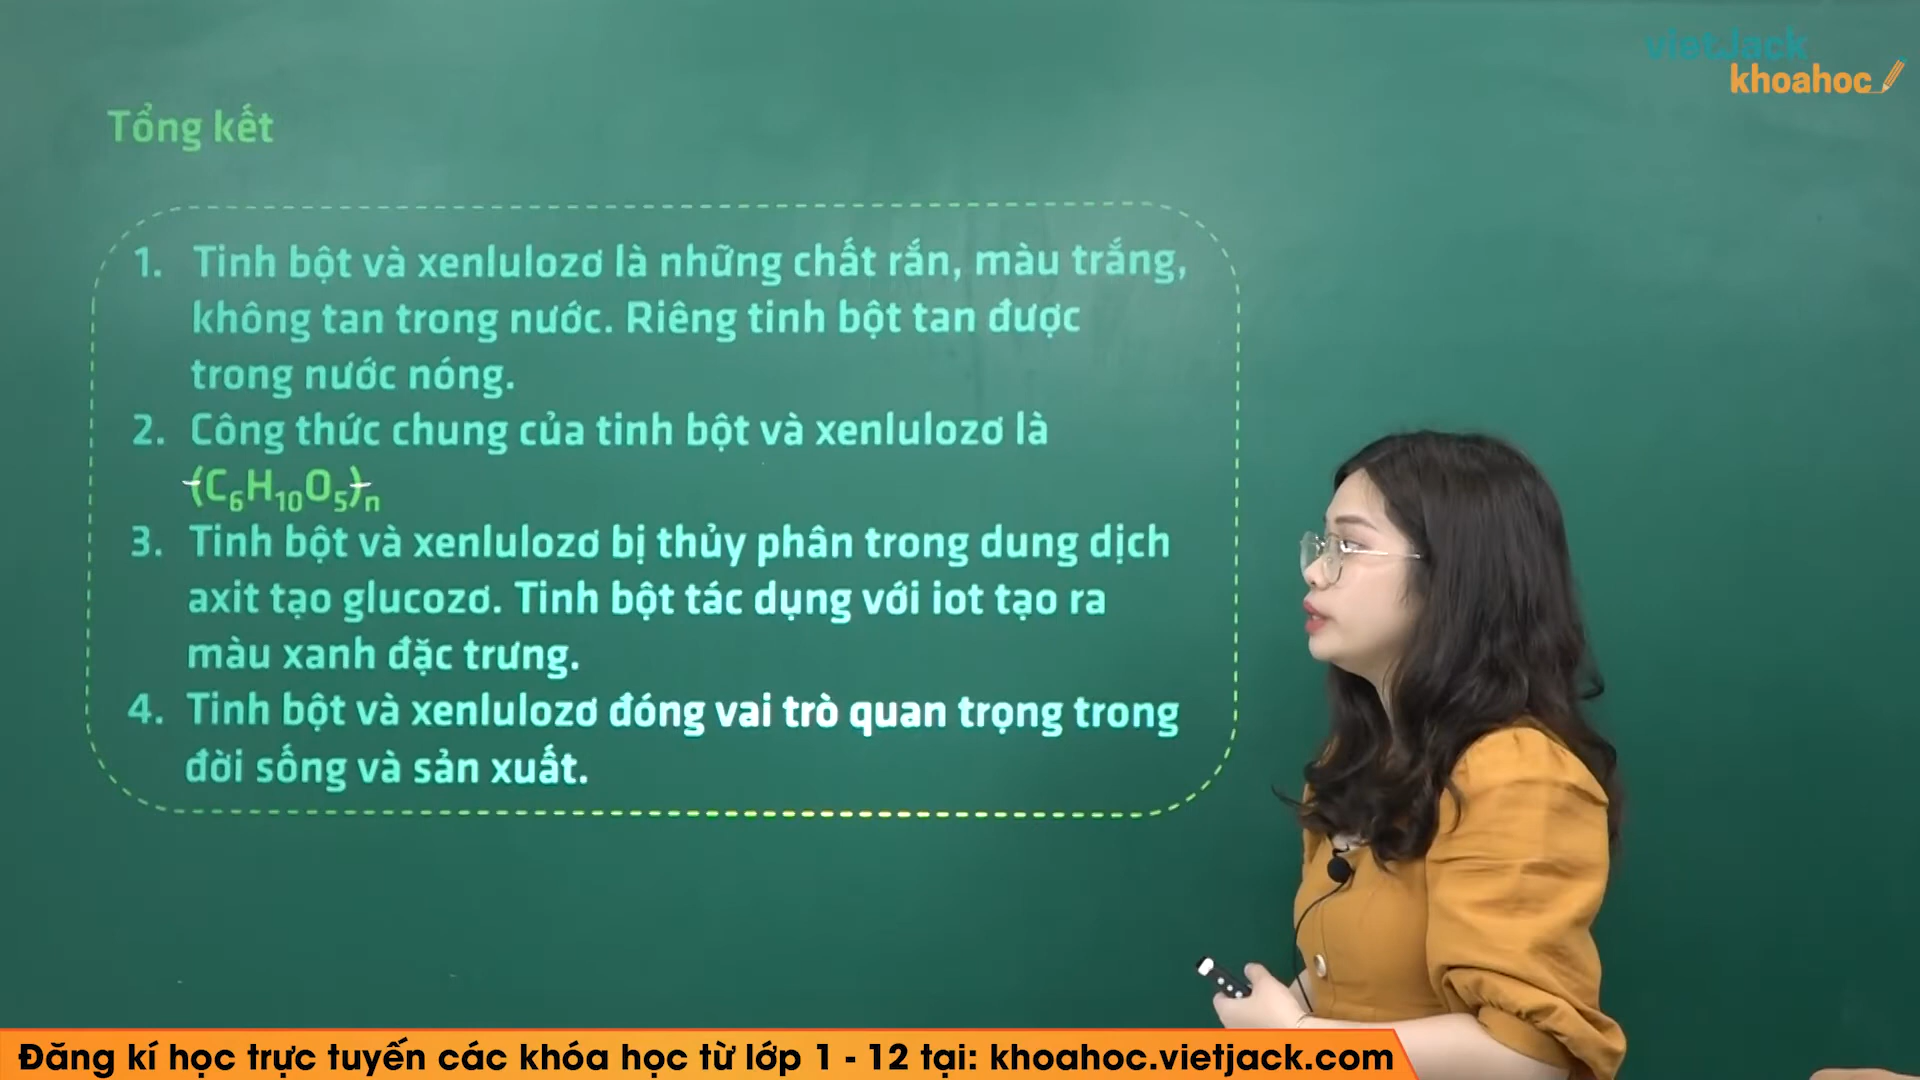 vietJack
khoahoc
Tổng kết
1. Tinh bột và xenlulozơ là những chất rắn, màu trắng,
không tan trong nước. Riêng tinh bột tan được
trong nước nóng.
2. Công thức chung của tinh bột và xenlulozơ là
(C₆H₁₀O₅)ₙ
3. Tinh bột và xenlulozơ bị thủy phân trong dung dịch
axit tạo glucozơ. Tinh bột tác dụng với iot tạo ra
màu xanh đặc trưng.
4. Tinh bột và xenlulozơ đóng vai trò quan trọng trong
đời sống và sản xuất.
Đăng kí học trực tuyến các khóa học từ lớp 1 - 12 tại: khoahoc.vietjack.com